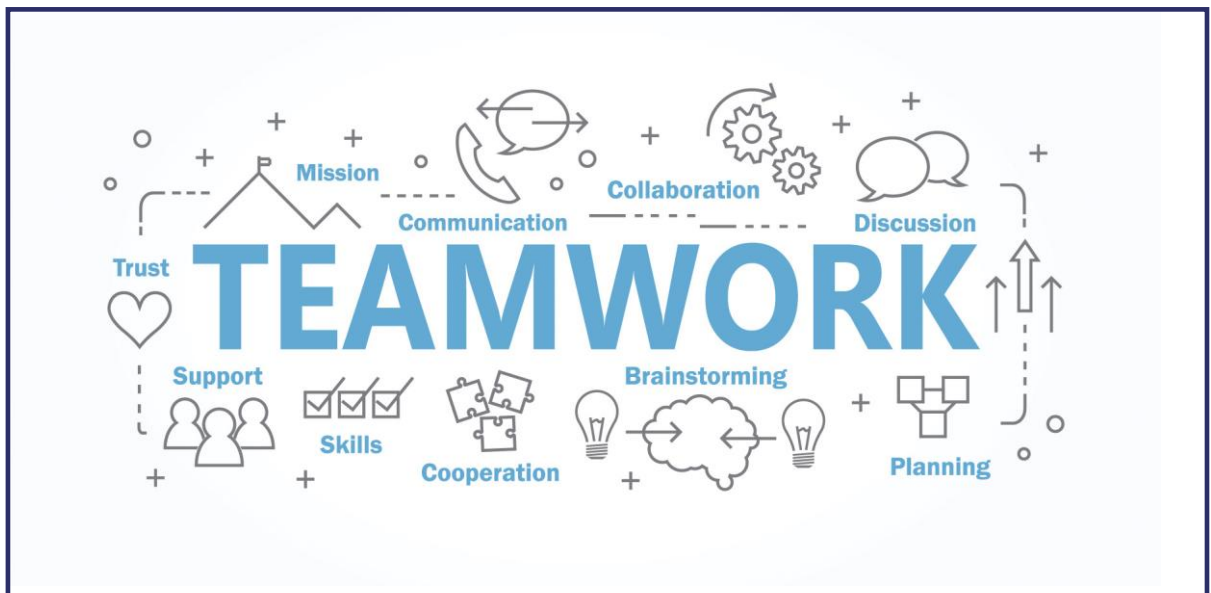 Mission
Collaboration
Communication
Discussion
Trust
TEAMWORK
Support
Brainstorming
Skills
Cooperation
Planning